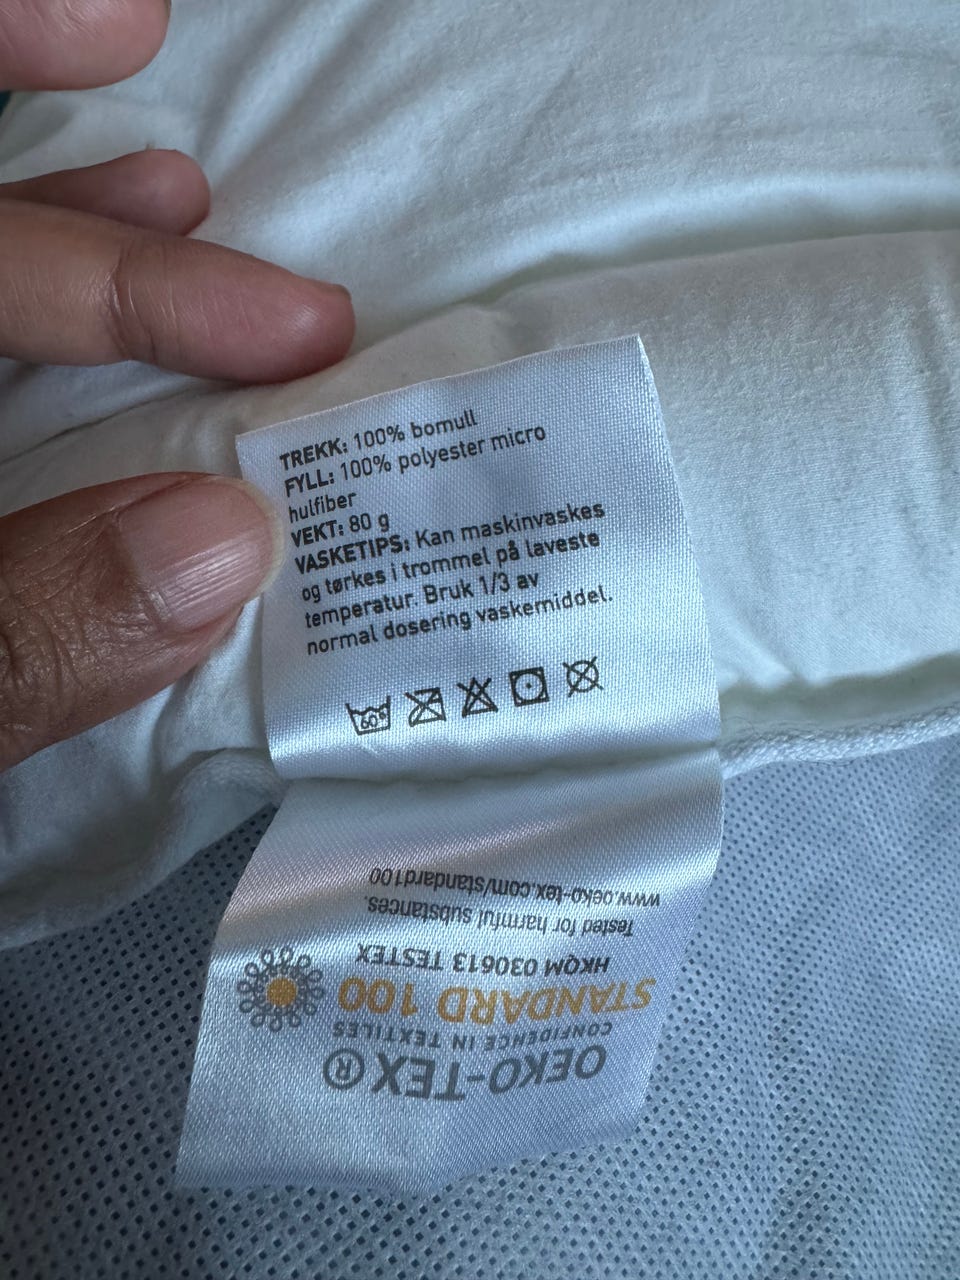 TREKK: 100% bomull
FYLL: 100% polyester micro
hulfiber
VEKT: 80 g
VASKETIPS: Kan maskinvaskes
og tørkes i trommel på laveste
temperatur. Bruk 1/3 av
normal dosering vaskemiddel.
60°
OEKO-TEX®
CONFIDENCE IN TEXTILES
STANDARD 100
HKQM 030613 TESTEX
Tested for harmful substances.
www.oeko-tex.com/standard100